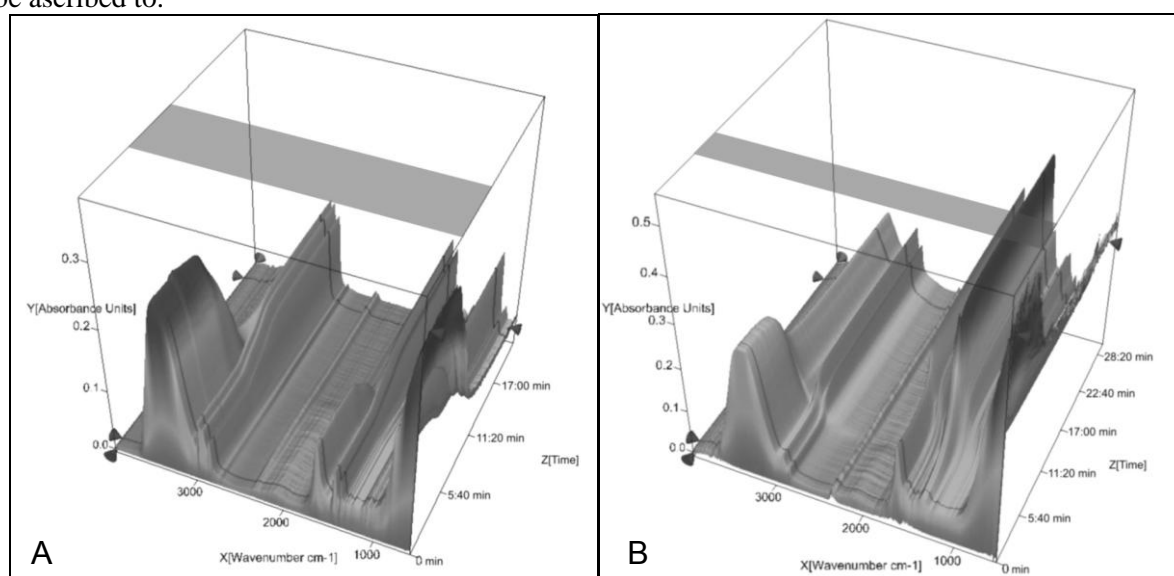 be ascribed to.
0.3
Y[Absorbance Units]
0.2
0.1
0.0
3000
2000
1000
X[Wavenumber cm-1]
0 min
5:40 min
11:20 min
17:00 min
Z[Time]
A
0.5
0.4
Y[Absorbance Units]
0.3
0.2
0.1
0.0
3000
2000
1000
X[Wavenumber cm-1]
0 min
5:40 min
11:20 min
17:00 min
22:40 min
28:20 min
Z[Time]
B